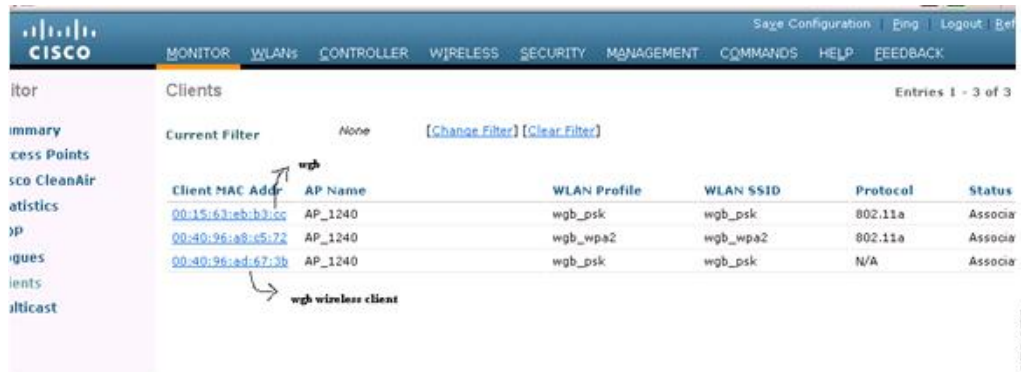 Save Configuration Ping Logout Ref
CISCO
MONITOR WLANs CONTROLLER WIRELESS SECURITY MANAGEMENT COMMANDS HELP FEEDBACK
itor
Clients
Entries 1 - 3 of 3
mmary
Current Filter None [Change Filter] [Clear Filter]
cess Points
wgb
sco CleanAir
Client MAC Addr AP Name WLAN Profile WLAN SSID Protocol Status
atistics
00:15:63:eb:b3:cc AP_1240 wgb_psk wgb_psk 802.11a Associa
DP
00:40:96:a8:c5:72 AP_1240 wgb_wpa2 wgb_wpa2 802.11a Associa
gues
00:40:96:ad:67:3b AP_1240 wgb_psk wgb_psk N/A Associa
ients
wgb wireless client
ulticast